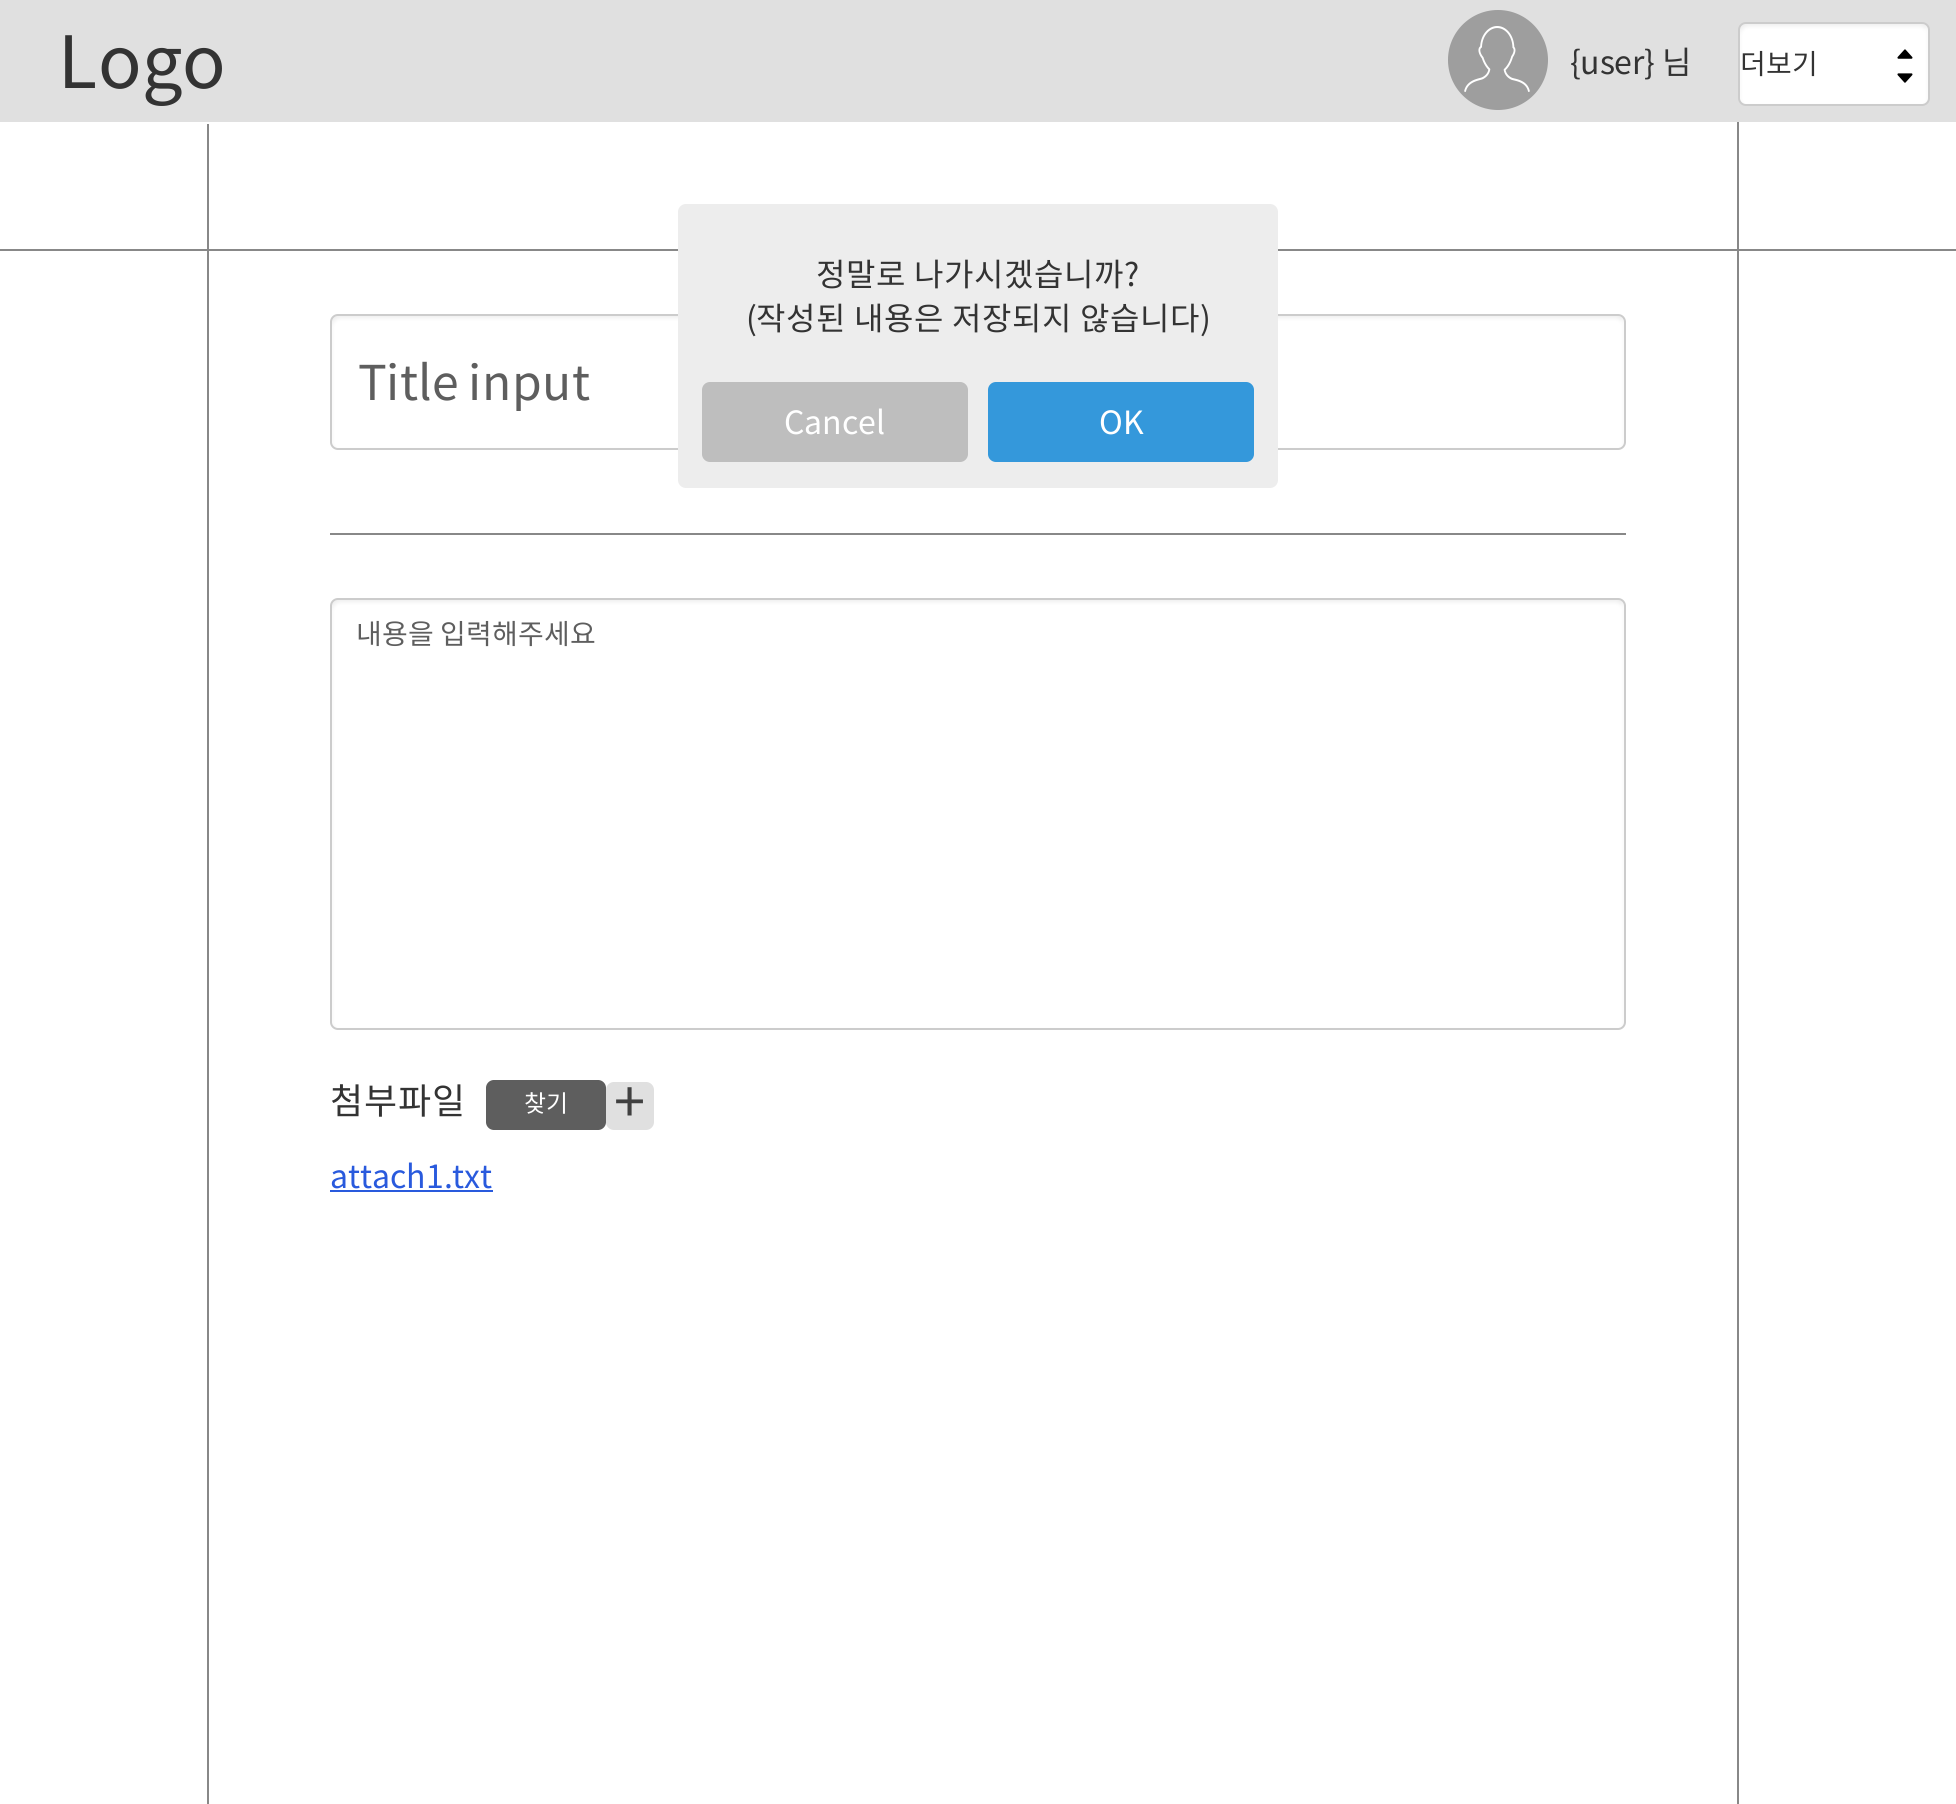 Logo
{user} 님
더보기
정말로 나가시겠습니까?
(작성된 내용은 저장되지 않습니다)
Title input
Cancel
OK
내용을 입력해주세요
첨부파일
찾기
+
attach1.txt